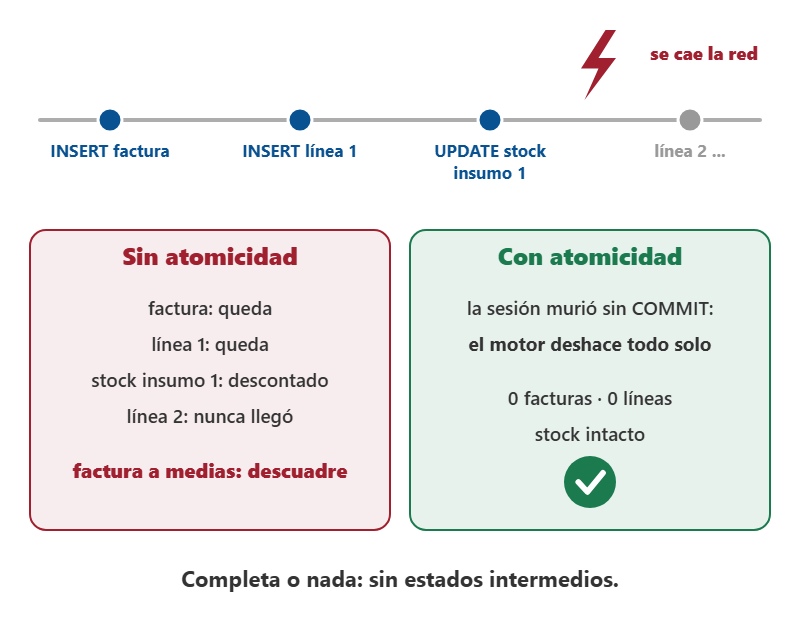 se cae la red
INSERT factura
INSERT línea 1
UPDATE stock
insumo 1
línea 2 ...
Sin atomicidad
factura: queda
línea 1: queda
stock insumo 1: descontado
línea 2: nunca llegó
factura a medias: descuadre
Con atomicidad
la sesión murió sin COMMIT:
el motor deshace todo solo
0 facturas · 0 líneas
stock intacto
Completa o nada: sin estados intermedios.